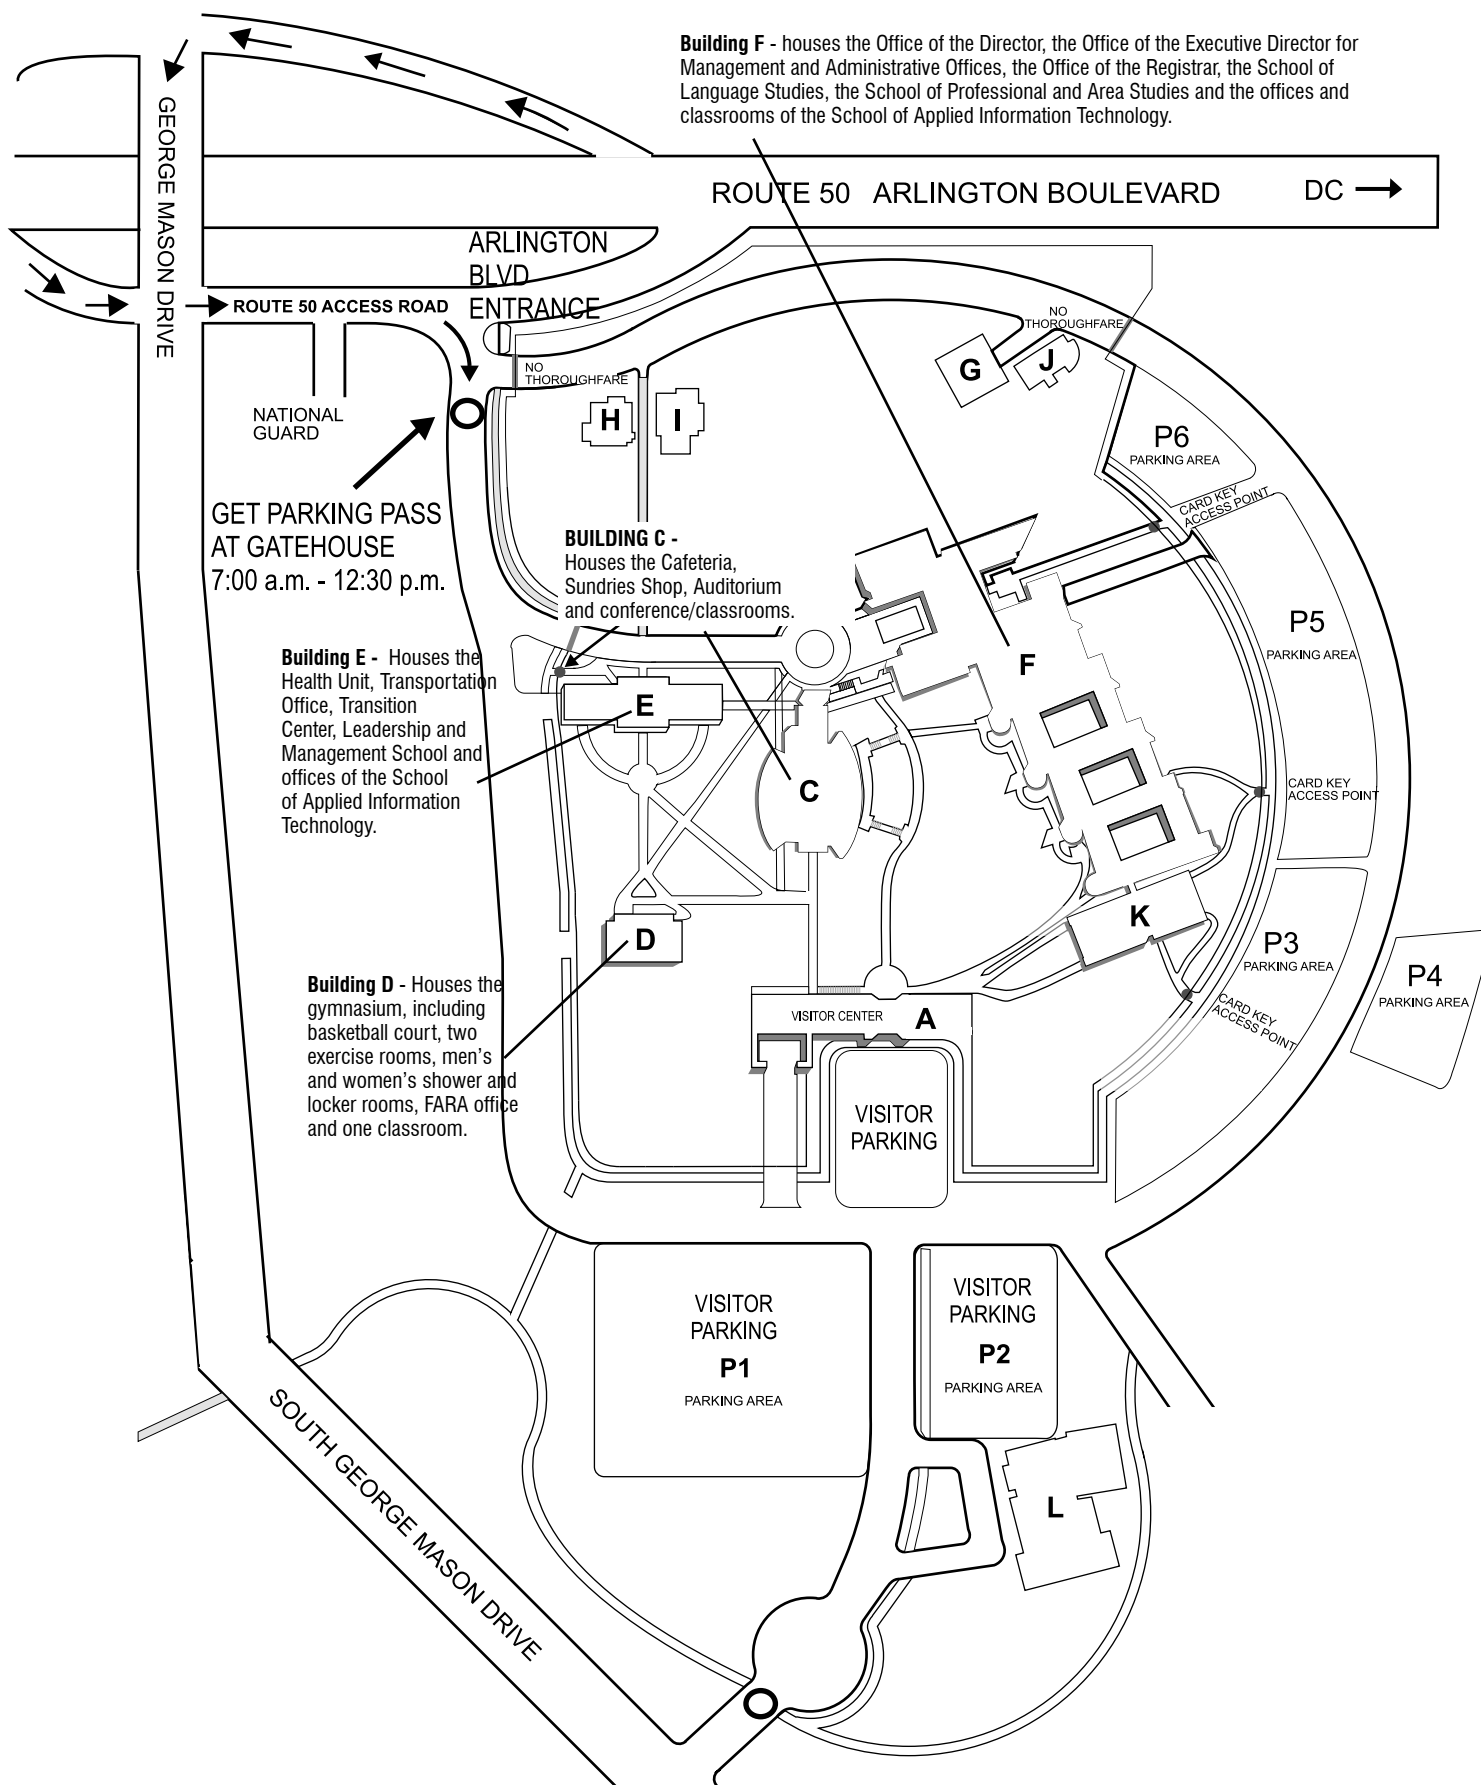 Building F - houses the Office of the Director, the Office of the Executive Director for
Management and Administrative Offices, the Office of the Registrar, the School of
Language Studies, the School of Professional and Area Studies and the offices and
classrooms of the School of Applied Information Technology.
GEORGE MASON DRIVE
ROUTE 50 ARLINGTON BOULEVARD
DC
ARLINGTON
BLVD
ENTRANCE
ROUTE 50 ACCESS ROAD
NO
THOROUGHFARE
NO
THOROUGHFARE
G
J
H
I
NATIONAL
GUARD
P6
PARKING AREA
CARD KEY
ACCESS POINT
GET PARKING PASS
AT GATEHOUSE
7:00 a.m. - 12:30 p.m.
BUILDING C -
Houses the Cafeteria,
Sundries Shop, Auditorium
and conference/classrooms.
P5
PARKING AREA
F
Building E - Houses the
Health Unit, Transportation
Office, Transition
Center, Leadership and
Management School and
offices of the School
of Applied Information
Technology.
E
C
CARD KEY
ACCESS POINT
K
D
P3
PARKING AREA
P4
PARKING AREA
CARD KEY
ACCESS POINT
Building D - Houses the
gymnasium, including
basketball court, two
exercise rooms, men's
and women's shower and
locker rooms, FARA office
and one classroom.
VISITOR CENTER
A
VISITOR
PARKING
VISITOR
PARKING
P1
PARKING AREA
VISITOR
PARKING
P2
PARKING AREA
SOUTH GEORGE MASON DRIVE
L